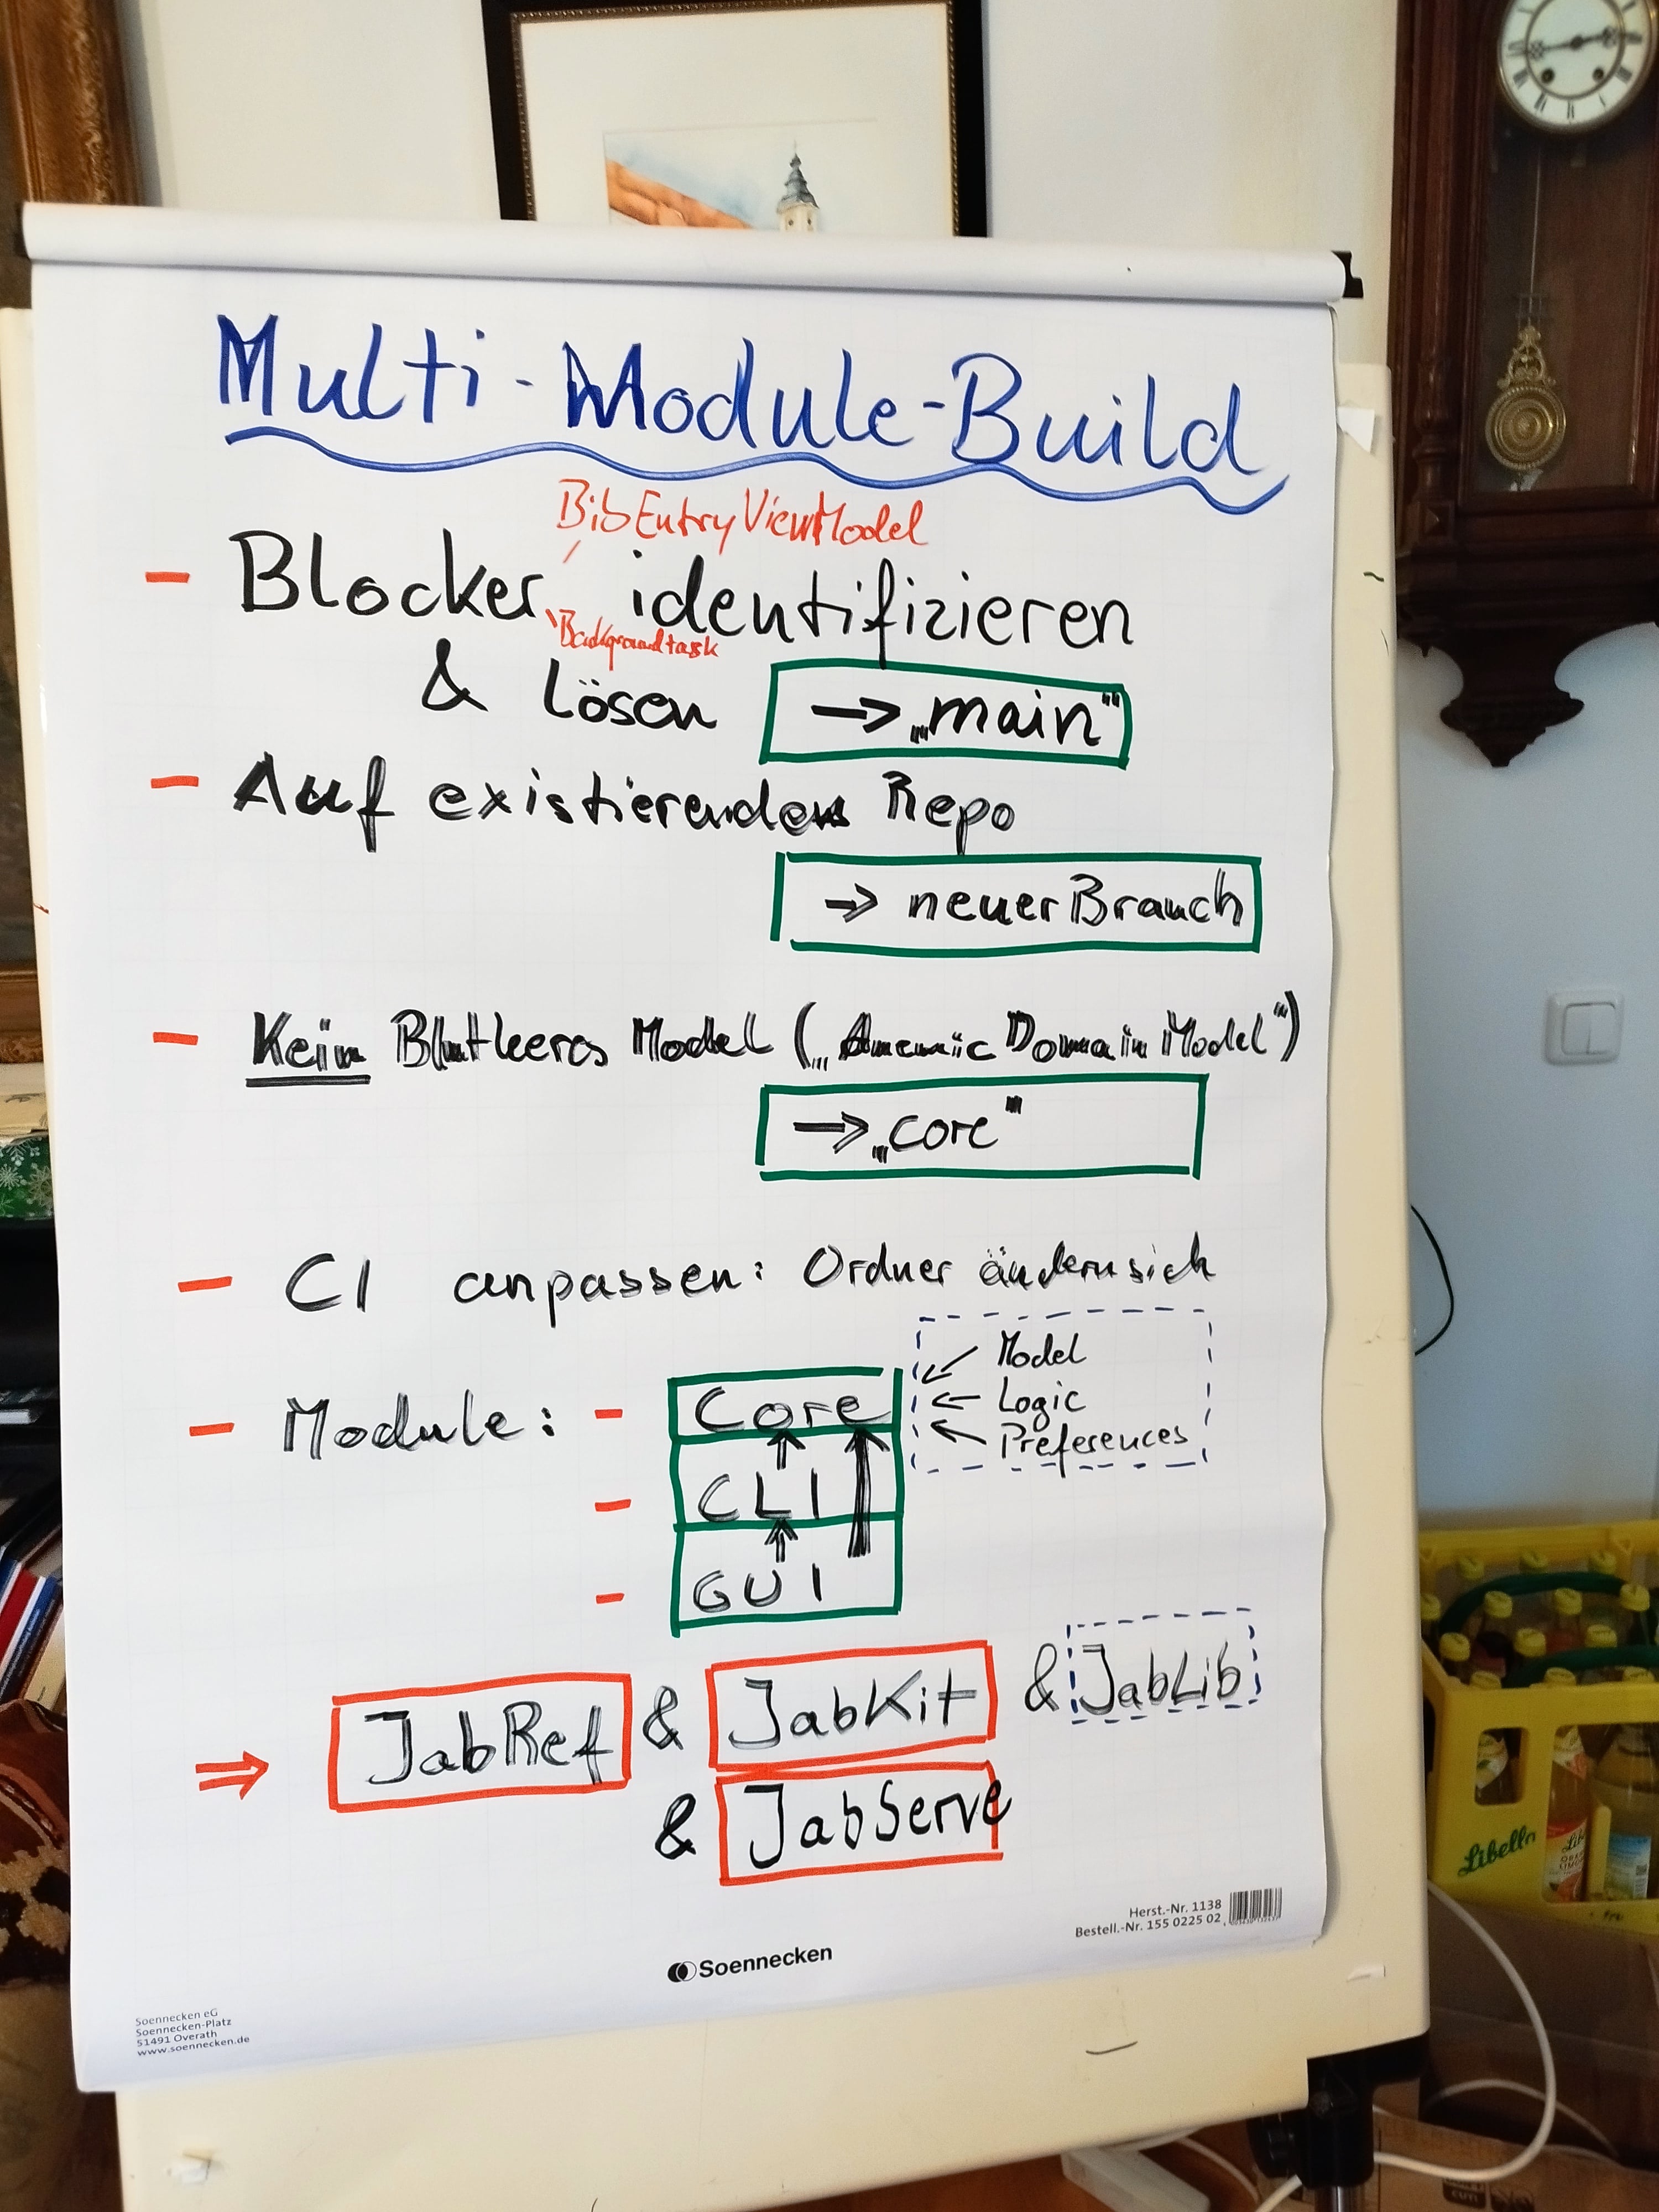 Multi-Module-Build
BibEntryViewModel
- Blocker identifizieren
Backgroundtask
& lösen → „main“
- Auf existierenden Repo
→ neuer Branch
- Kein Blutleeres Model („Anemic Domain Model“)
→ „core“
- CI anpassen: Ordner ändern sich
- Module: - Core
← Model
← Logic
← Preferences
- CLI
- GUI
⇒ JabRef & JabKit & JabLib
& JabServe
Herst.-Nr. 1138
Bestell.-Nr. 155 0225 02
Soennecken
Soennecken eG
Soennecken-Platz
51491 Overath
www.soennecken.de
Libella